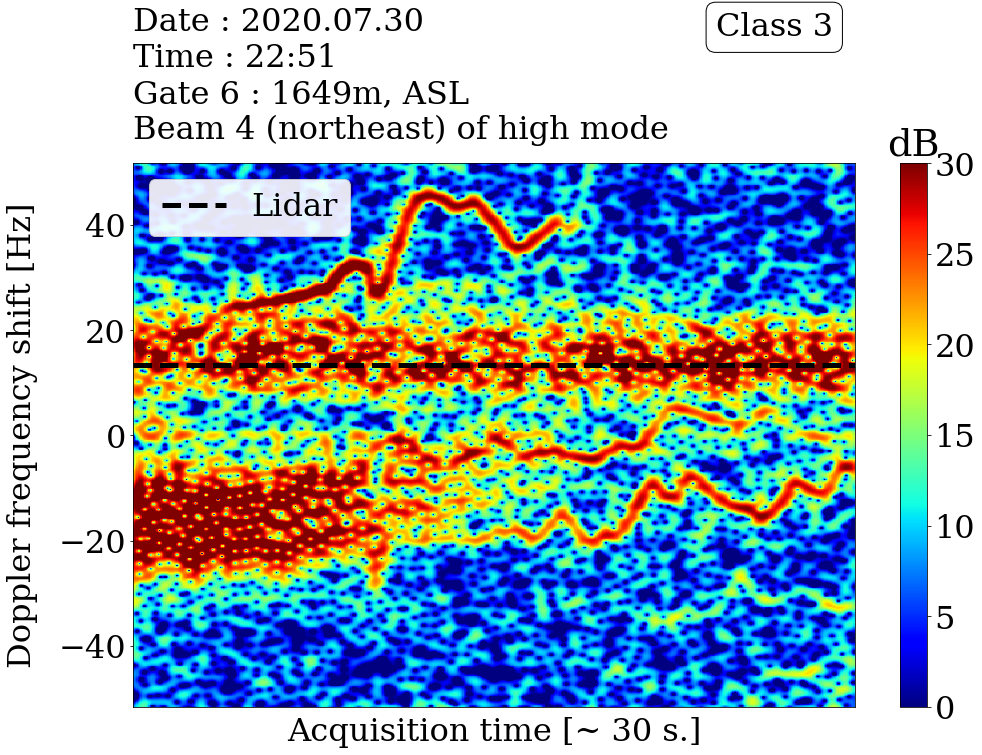 Date : 2020.07.30
Time : 22:51
Gate 6 : 1649m, ASL
Beam 4 (northeast) of high mode
Class 3
dB
Lidar
Doppler frequency shift [Hz]
40
20
0
−20
−40
30
25
20
15
10
5
0
Acquisition time [~ 30 s.]